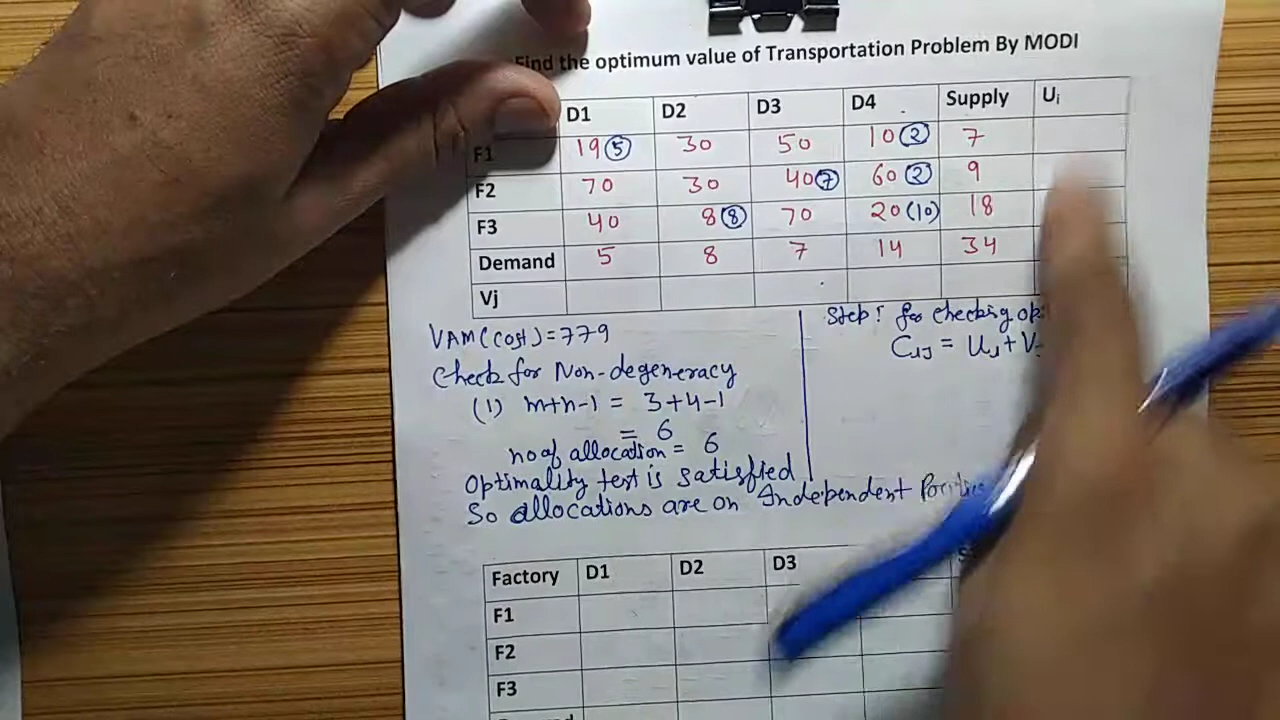 Find the optimum value of Transportation Problem By MODI
D1 D2 D3 D4 Supply Ui
F1 19 (5) 30 50 10 (2) 7
F2 70 30 40 (7) 60 (2) 9
F3 40 8 (8) 70 20 (10) 18
Demand 5 8 7 14 34
Vj
VAM (cost) = 779
Check for Non-degeneracy
(1) m+n-1 = 3+4-1
= 6
no of allocation = 6
Optimality test is satisfied
So allocations are on Independent
Step: for checking
CIJ = UI + V
Factory D1 D2 D3
F1
F2
F3